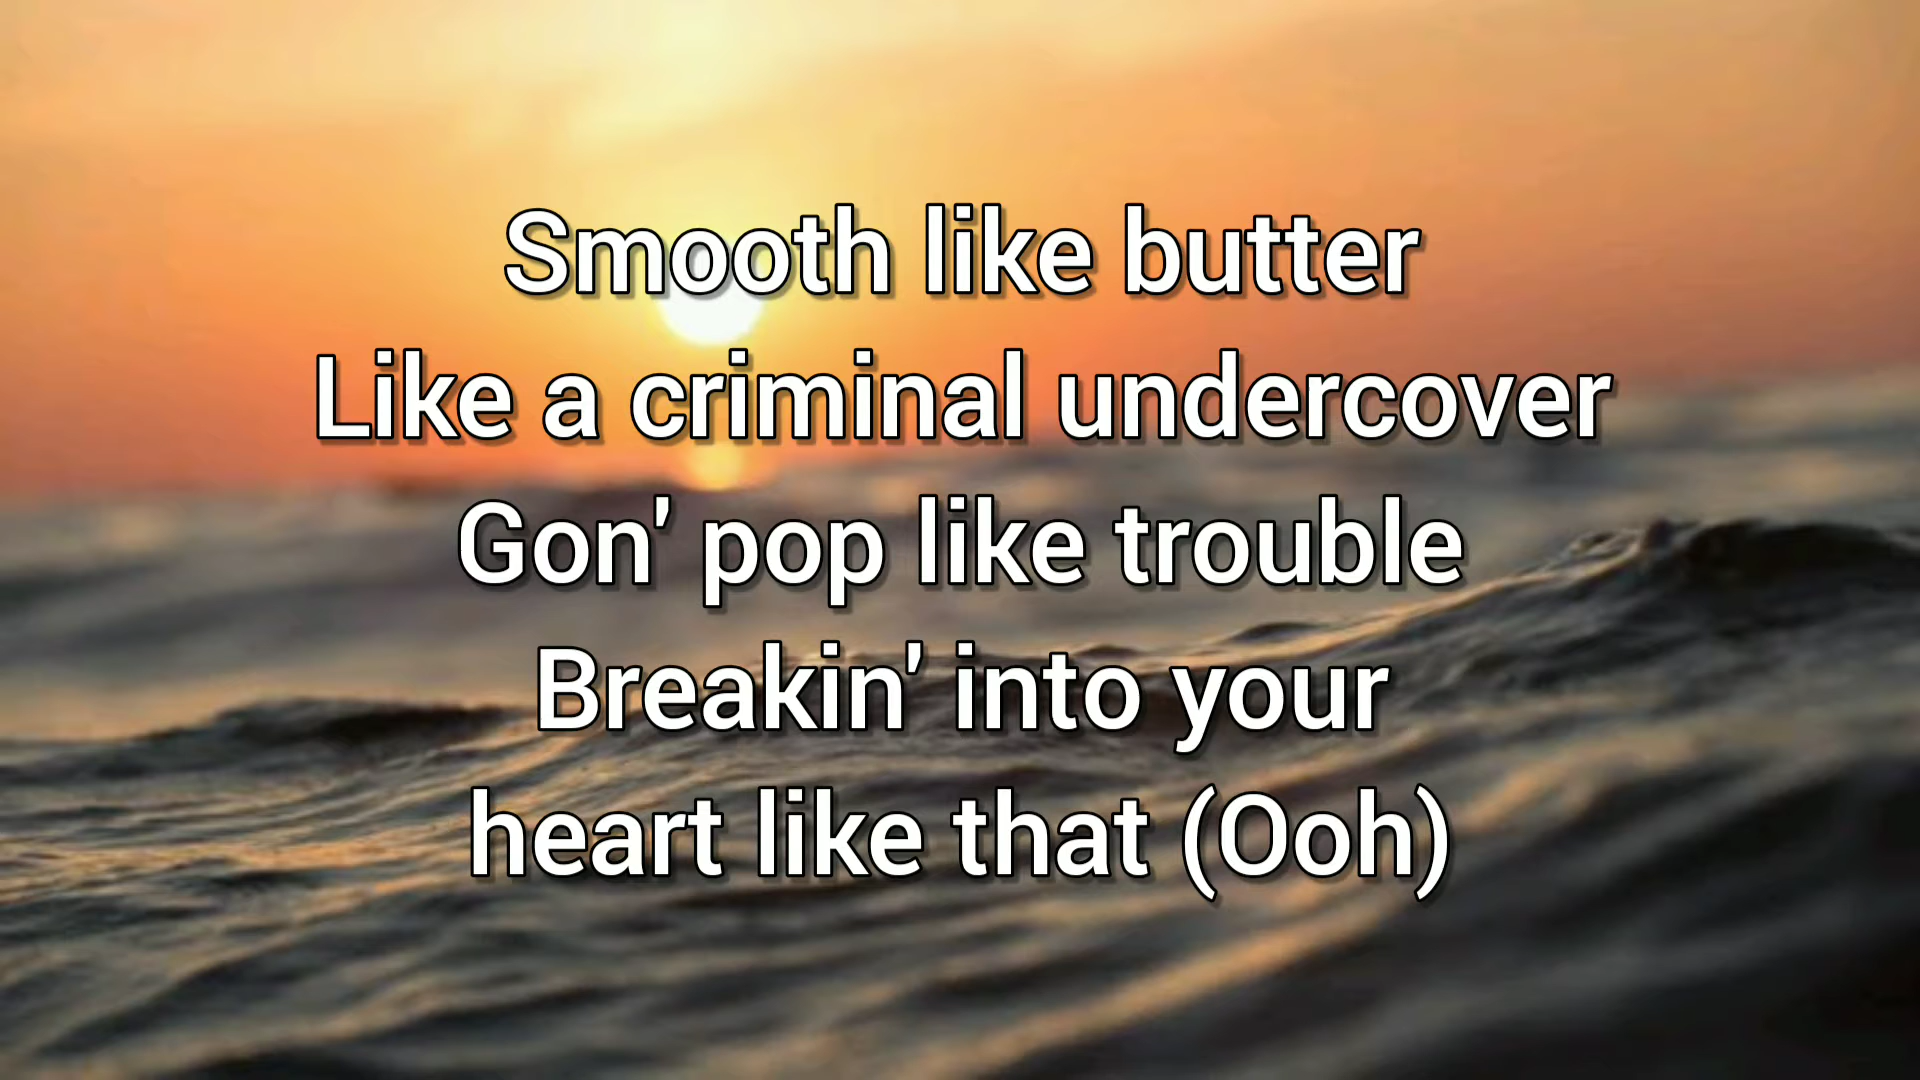 Smooth like butter
Like a criminal undercover
Gon' pop like trouble
Breakin' into your
heart like that (Ooh)